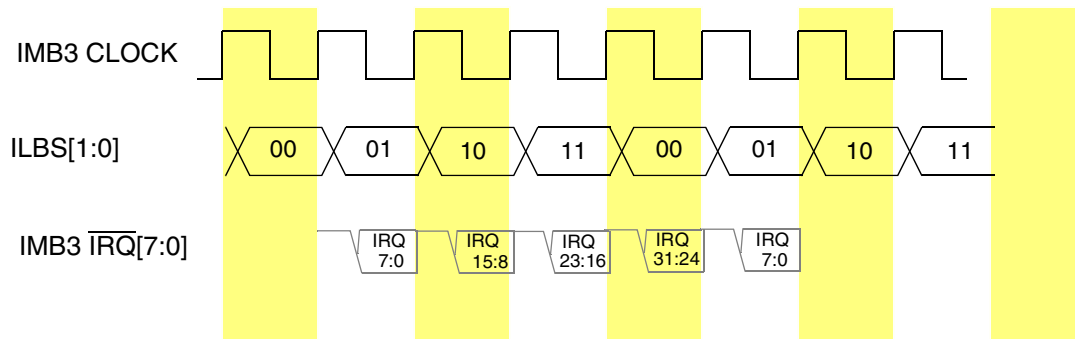 IMB3 CLOCK
ILBS[1:0]
00 01 10 11 00 01 10 11
IMB3 IRQ[7:0]
IRQ 7:0
IRQ 15:8
IRQ 23:16
IRQ 31:24
IRQ 7:0